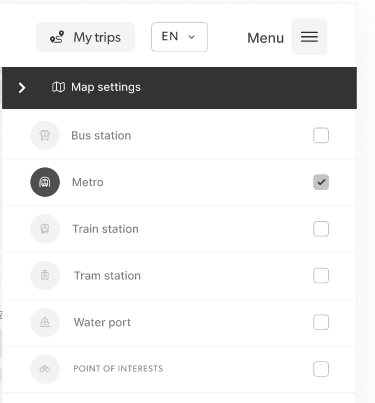 My trips
EN
Menu
Map settings
Bus station
Metro
Train station
Tram station
Water port
POINT OF INTERESTS